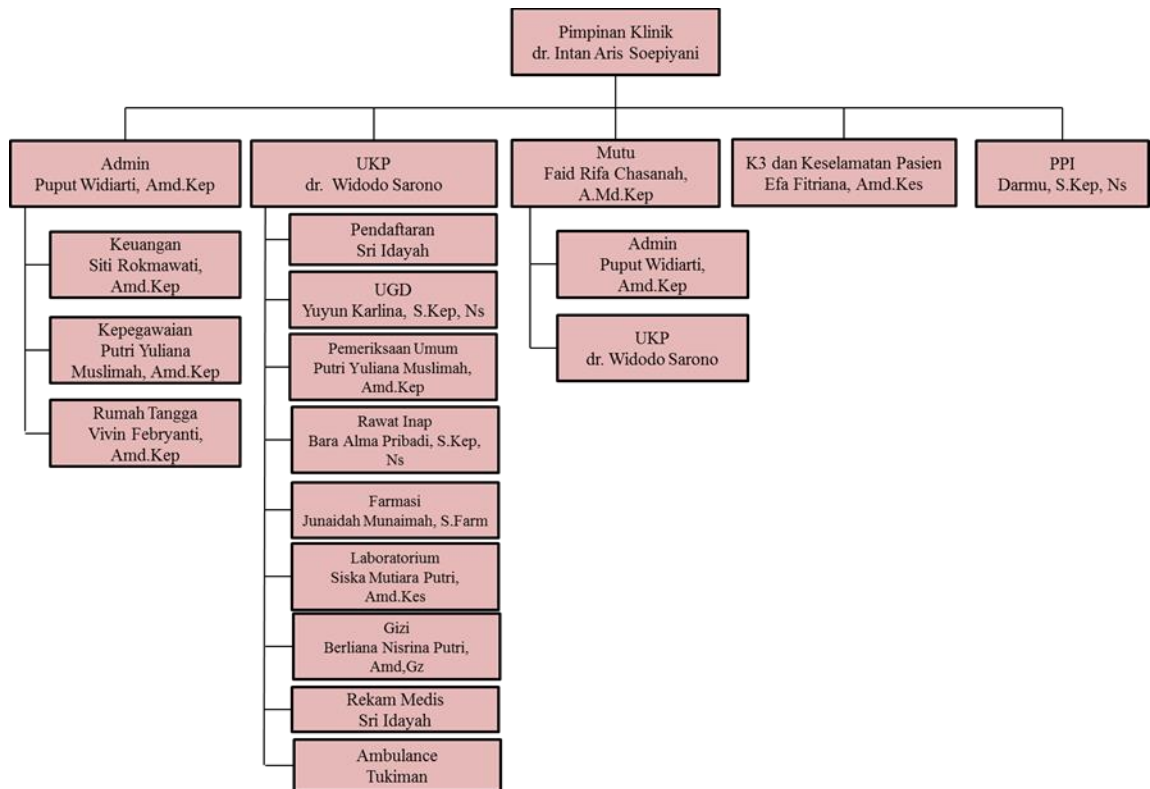 Pimpinan Klinik
dr. Intan Aris Soepiyani
Admin
Puput Widiarti, Amd.Kep
UKP
dr. Widodo Sarono
Mutu
Faid Rifa Chasanah,
A.Md.Kep
K3 dan Keselamatan Pasien
Efa Fitriana, Amd.Kes
PPI
Darmu, S.Kep, Ns
Keuangan
Siti Rokmawati,
Amd.Kep
Kepegawaian
Putri Yuliana
Muslimah, Amd.Kep
Rumah Tangga
Vivin Febryanti,
Amd.Kep
Pendaftaran
Sri Idayah
UGD
Yuyun Karlina, S.Kep, Ns
Pemeriksaan Umum
Putri Yuliana Muslimah,
Amd.Kep
Rawat Inap
Bara Alma Pribadi, S.Kep,
Ns
Farmasi
Junaidah Munaimah, S.Farm
Laboratorium
Siska Mutiara Putri,
Amd.Kes
Gizi
Berliana Nisrina Putri,
Amd,Gz
Rekam Medis
Sri Idayah
Ambulance
Tukiman
Admin
Puput Widiarti,
Amd.Kep
UKP
dr. Widodo Sarono